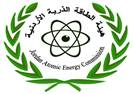 هيئة الطاقة الذرية الأردنية
Jordan Atomic Energy Commission